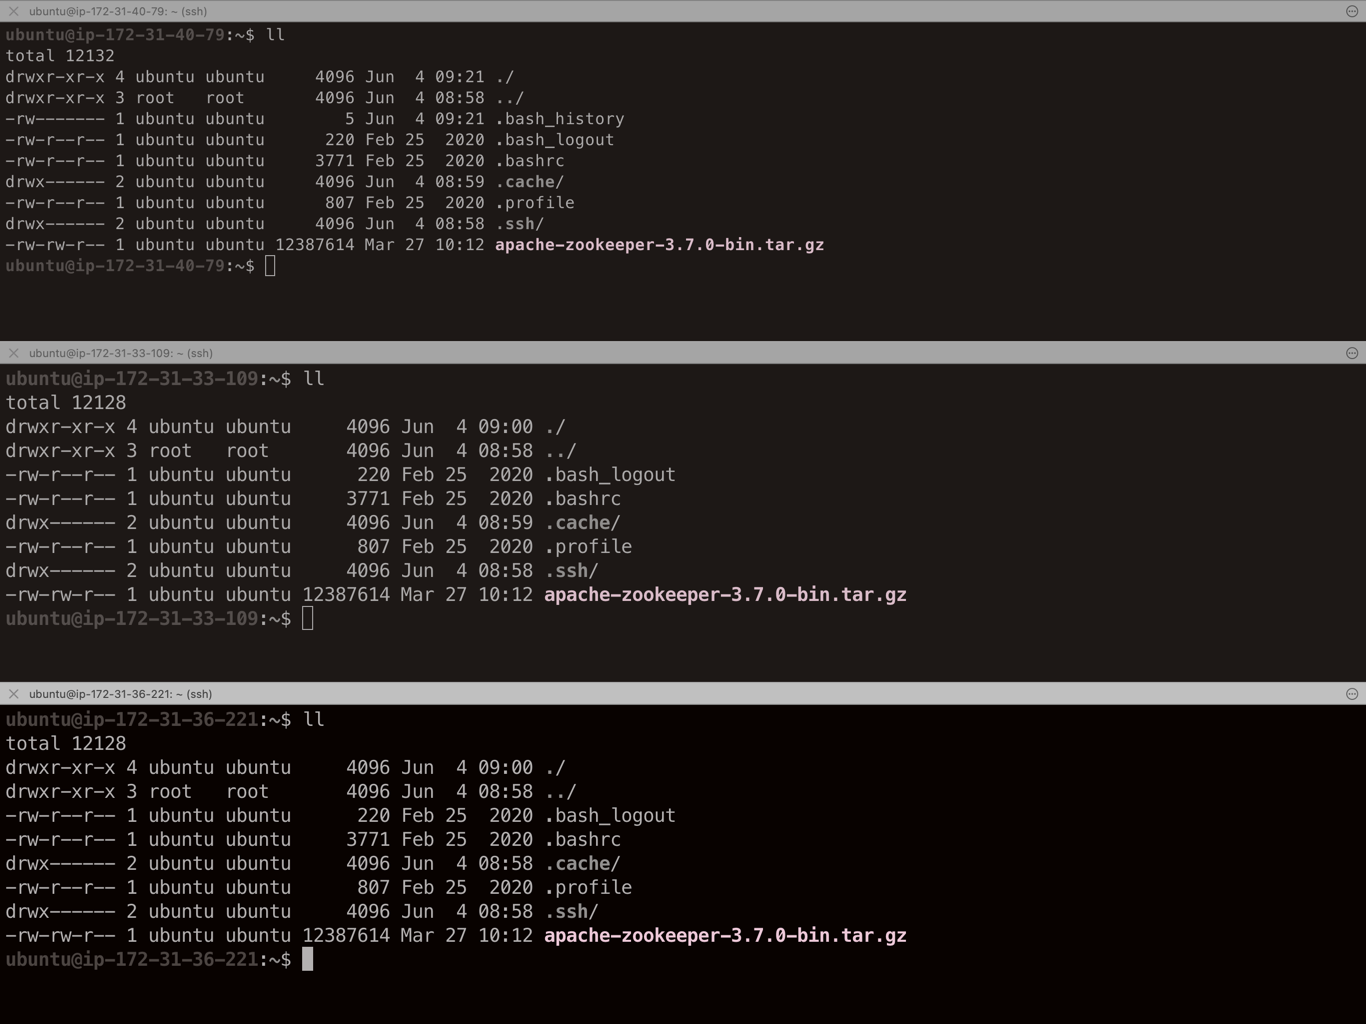 ubuntu@ip-172-31-40-79: ~ (ssh)
ubuntu@ip-172-31-40-79:~$ ll
total 12132
drwxr-xr-x 4 ubuntu ubuntu     4096 Jun  4 09:21 ./
drwxr-xr-x 3 root   root       4096 Jun  4 08:58 ../
-rw------- 1 ubuntu ubuntu        5 Jun  4 09:21 .bash_history
-rw-r--r-- 1 ubuntu ubuntu      220 Feb 25  2020 .bash_logout
-rw-r--r-- 1 ubuntu ubuntu     3771 Feb 25  2020 .bashrc
drwx------ 2 ubuntu ubuntu     4096 Jun  4 08:59 .cache/
-rw-r--r-- 1 ubuntu ubuntu      807 Feb 25  2020 .profile
drwx------ 2 ubuntu ubuntu     4096 Jun  4 08:58 .ssh/
-rw-rw-r-- 1 ubuntu ubuntu 12387614 Mar 27 10:12 apache-zookeeper-3.7.0-bin.tar.gz
ubuntu@ip-172-31-40-79:~$
ubuntu@ip-172-31-33-109: ~ (ssh)
ubuntu@ip-172-31-33-109:~$ ll
total 12128
drwxr-xr-x 4 ubuntu ubuntu     4096 Jun  4 09:00 ./
drwxr-xr-x 3 root   root       4096 Jun  4 08:58 ../
-rw-r--r-- 1 ubuntu ubuntu      220 Feb 25  2020 .bash_logout
-rw-r--r-- 1 ubuntu ubuntu     3771 Feb 25  2020 .bashrc
drwx------ 2 ubuntu ubuntu     4096 Jun  4 08:59 .cache/
-rw-r--r-- 1 ubuntu ubuntu      807 Feb 25  2020 .profile
drwx------ 2 ubuntu ubuntu     4096 Jun  4 08:58 .ssh/
-rw-rw-r-- 1 ubuntu ubuntu 12387614 Mar 27 10:12 apache-zookeeper-3.7.0-bin.tar.gz
ubuntu@ip-172-31-33-109:~$
ubuntu@ip-172-31-36-221: ~ (ssh)
ubuntu@ip-172-31-36-221:~$ ll
total 12128
drwxr-xr-x 4 ubuntu ubuntu     4096 Jun  4 09:00 ./
drwxr-xr-x 3 root   root       4096 Jun  4 08:58 ../
-rw-r--r-- 1 ubuntu ubuntu      220 Feb 25  2020 .bash_logout
-rw-r--r-- 1 ubuntu ubuntu     3771 Feb 25  2020 .bashrc
drwx------ 2 ubuntu ubuntu     4096 Jun  4 08:58 .cache/
-rw-r--r-- 1 ubuntu ubuntu      807 Feb 25  2020 .profile
drwx------ 2 ubuntu ubuntu     4096 Jun  4 08:58 .ssh/
-rw-rw-r-- 1 ubuntu ubuntu 12387614 Mar 27 10:12 apache-zookeeper-3.7.0-bin.tar.gz
ubuntu@ip-172-31-36-221:~$